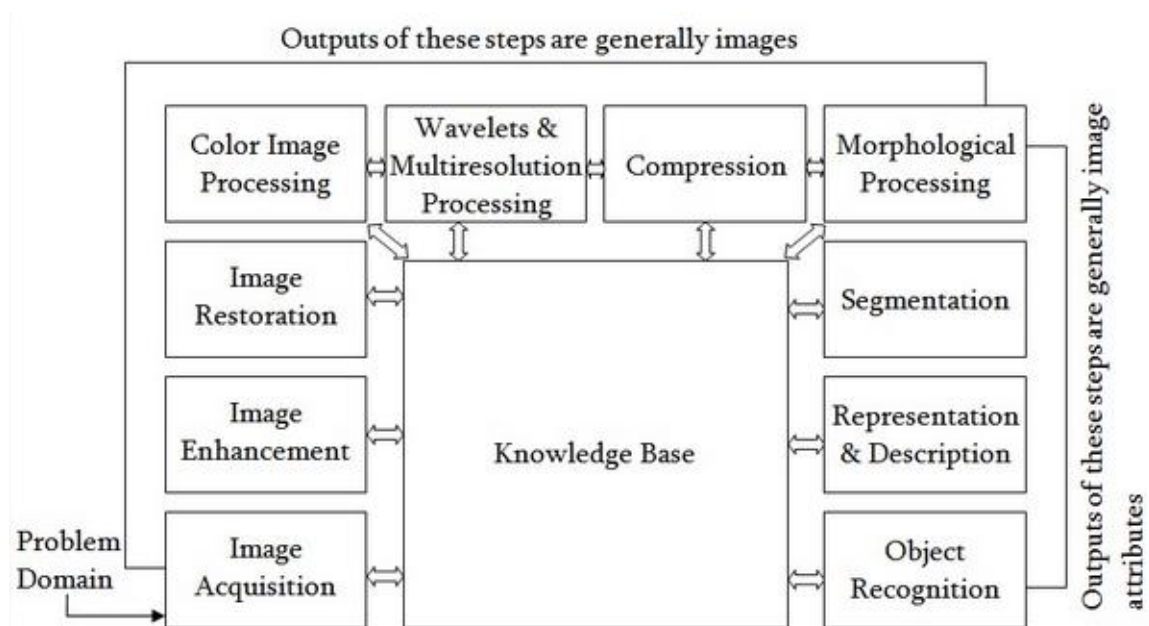 Outputs of these steps are generally images
Color Image
Processing
Wavelets &
Multiresolution
Processing
Compression
Morphological
Processing
Image
Restoration
Segmentation
Image
Enhancement
Knowledge Base
Representation
& Description
Problem
Domain
Image
Acquisition
Object
Recognition
Outputs of these steps are generally image
attributes